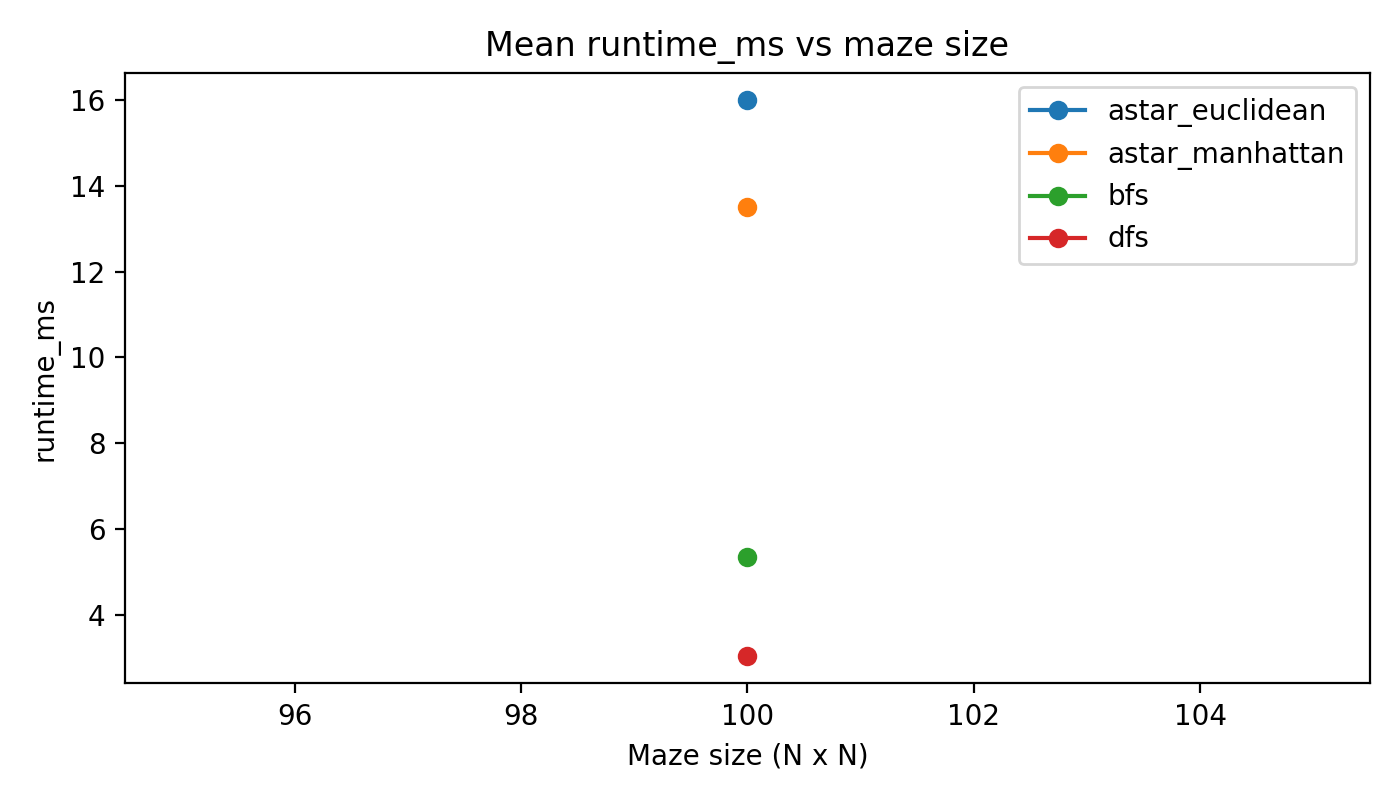 Mean runtime_ms vs maze size
astar_euclidean
astar_manhattan
bfs
dfs
16
14
12
10
8
6
4
runtime_ms
96
98
100
102
104
Maze size (N x N)